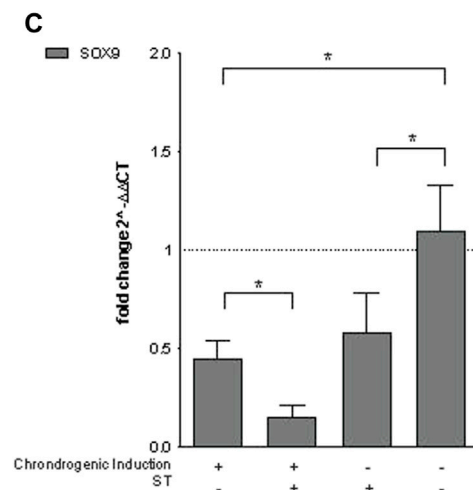 C
SOX9
fold change 2^-ΔΔCT
2.0
1.5
1
0.5
0.0
*
*
*
Chrondrogenic Induction + + - -
ST - + + -